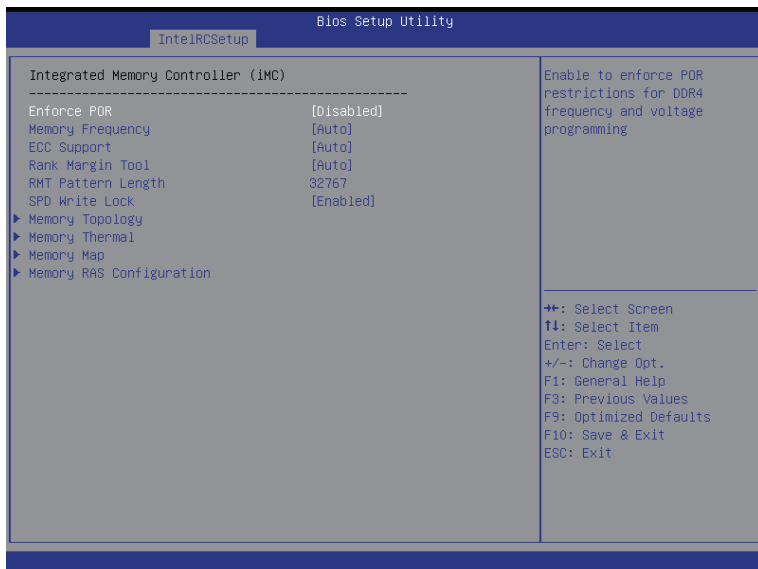 Bios Setup Utility
IntelRCSetup
Integrated Memory Controller (iMC)
------------------------------------------------
Enforce POR [Disabled]
Memory Frequency [Auto]
ECC Support [Auto]
Rank Margin Tool [Auto]
RMT Pattern Length 32767
SPD Write Lock [Enabled]
Memory Topology
Memory Thermal
Memory Map
Memory RAS Configuration
Enable to enforce POR
restrictions for DDR4
frequency and voltage
programming
→←: Select Screen
↑↓: Select Item
Enter: Select
+/-: Change Opt.
F1: General Help
F3: Previous Values
F9: Optimized Defaults
F10: Save & Exit
ESC: Exit